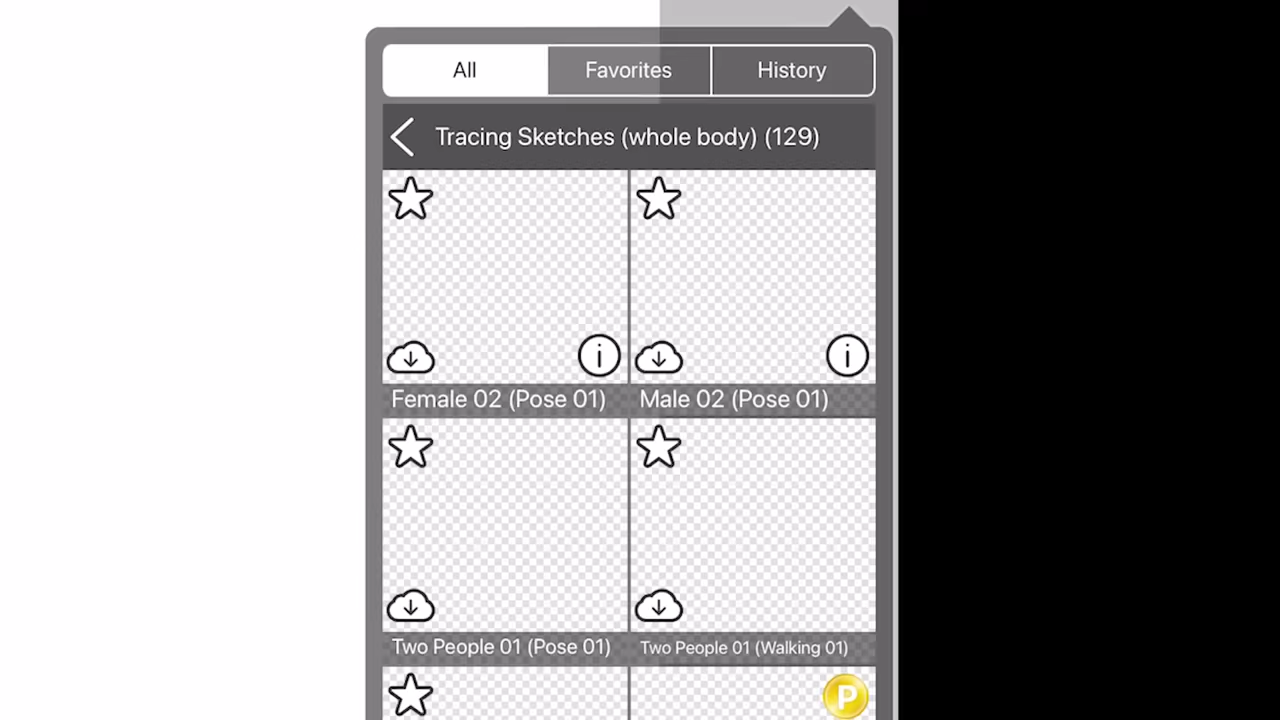 All
Favorites
History
Tracing Sketches (whole body) (129)
Female 02 (Pose 01)
Male 02 (Pose 01)
Two People 01 (Pose 01)
Two People 01 (Walking 01)
P